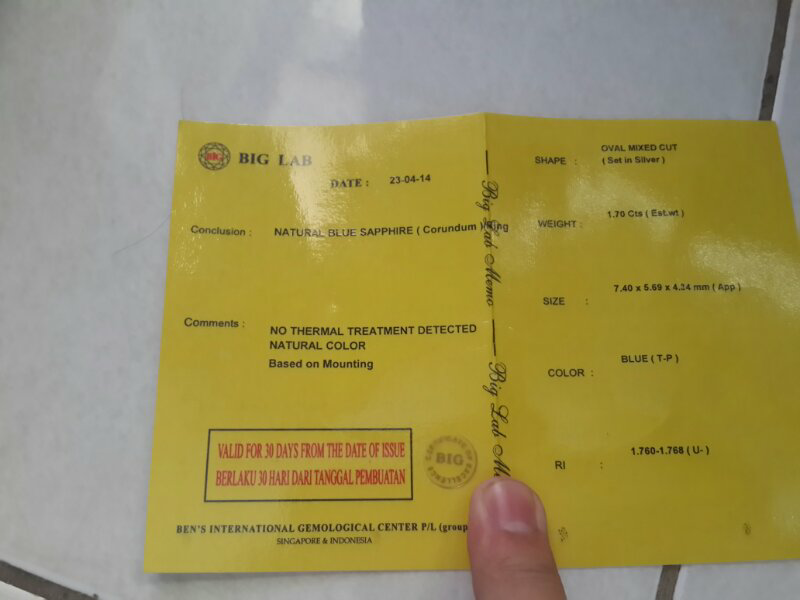 BIG
BIG LAB
DATE : 23-04-14
Conclusion : NATURAL BLUE SAPPHIRE ( Corundum )
Comments : NO THERMAL TREATMENT DETECTED
NATURAL COLOR
Based on Mounting
VALID FOR 30 DAYS FROM THE DATE OF ISSUE
BERLAKU 30 HARI DARI TANGGAL PEMBUATAN
BIG
BEN'S INTERNATIONAL GEMOLOGICAL CENTER P/L (group
SINGAPORE & INDONESIA
Big Lab Memo
Big Lab
OVAL MIXED CUT
SHAPE : ( Set in Silver )
WEIGHT : 1.70 Cts ( Est.wt )
SIZE : 7.40 x 5.69 x 4.24 mm ( App )
COLOR : BLUE ( T-P )
RI : 1.760-1.768 ( U- )